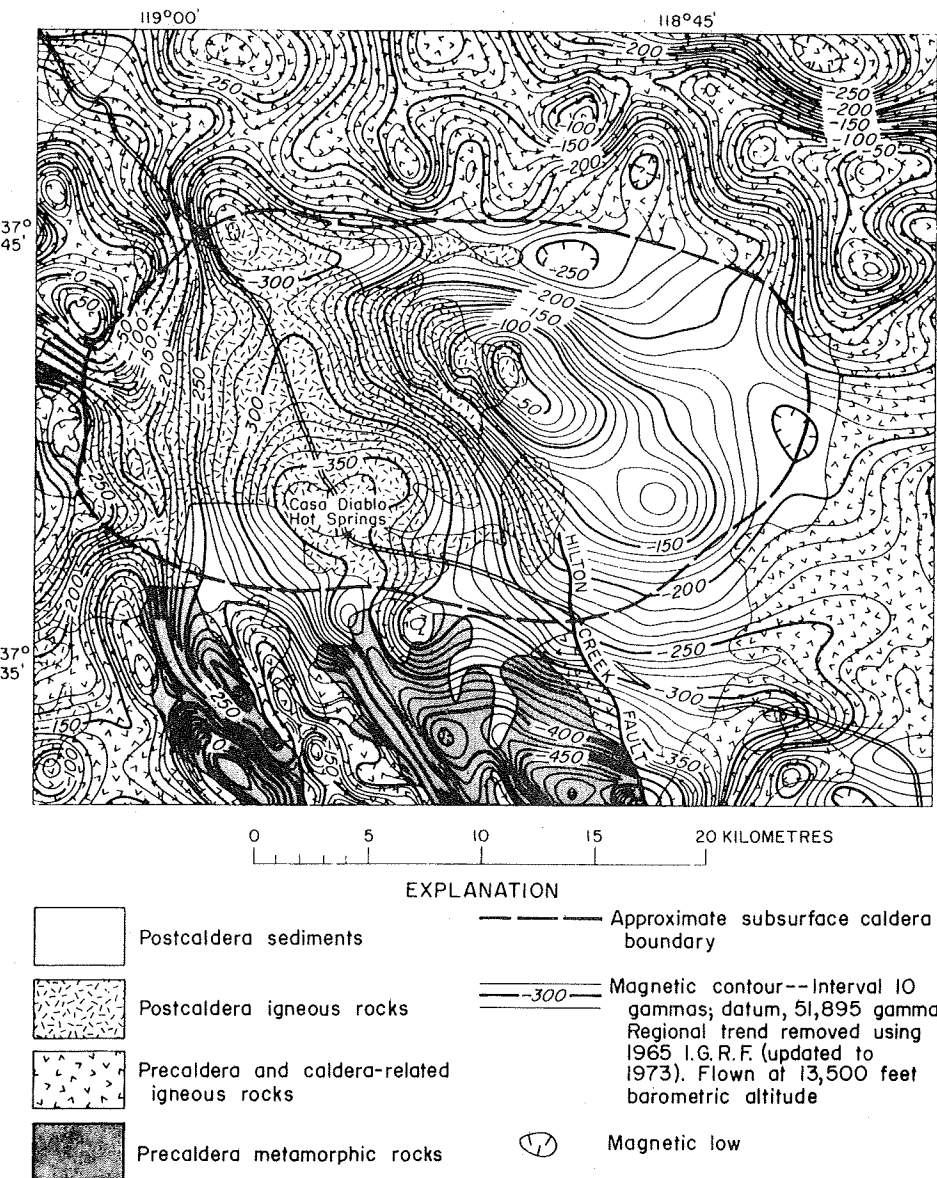 119°00'
118°45'
200
-250
-200
-150
-100
50
250
-100
-150
-200
37°
45'
-250
300
-200
-150
-100
0
50
50
100
150
200
250
300
50
-350
Casa Diablo
Hot Springs
250
-150
HILTON
-200
200
CREEK
-250
37°
35'
300
250
FAULT
400
450
-350
150
0 5 10 15 20 KILOMETRES
EXPLANATION
Postcaldera sediments
Postcaldera igneous rocks
Precaldera and caldera-related
igneous rocks
Precaldera metamorphic rocks
Approximate subsurface caldera
boundary
-300
Magnetic contour--Interval 10
gammas; datum, 51,895 gamma
Regional trend removed using
1965 I.G.R.F. (updated to
1973). Flown at 13,500 feet
barometric altitude
Magnetic low